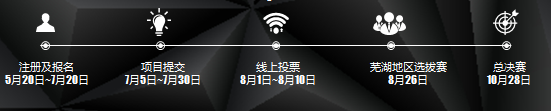 注册及报名
5月20日~7月20日
项目提交
7月5日~7月30日
线上投票
8月1日~8月10日
芜湖地区选拔赛
8月26日
总决赛
10月28日